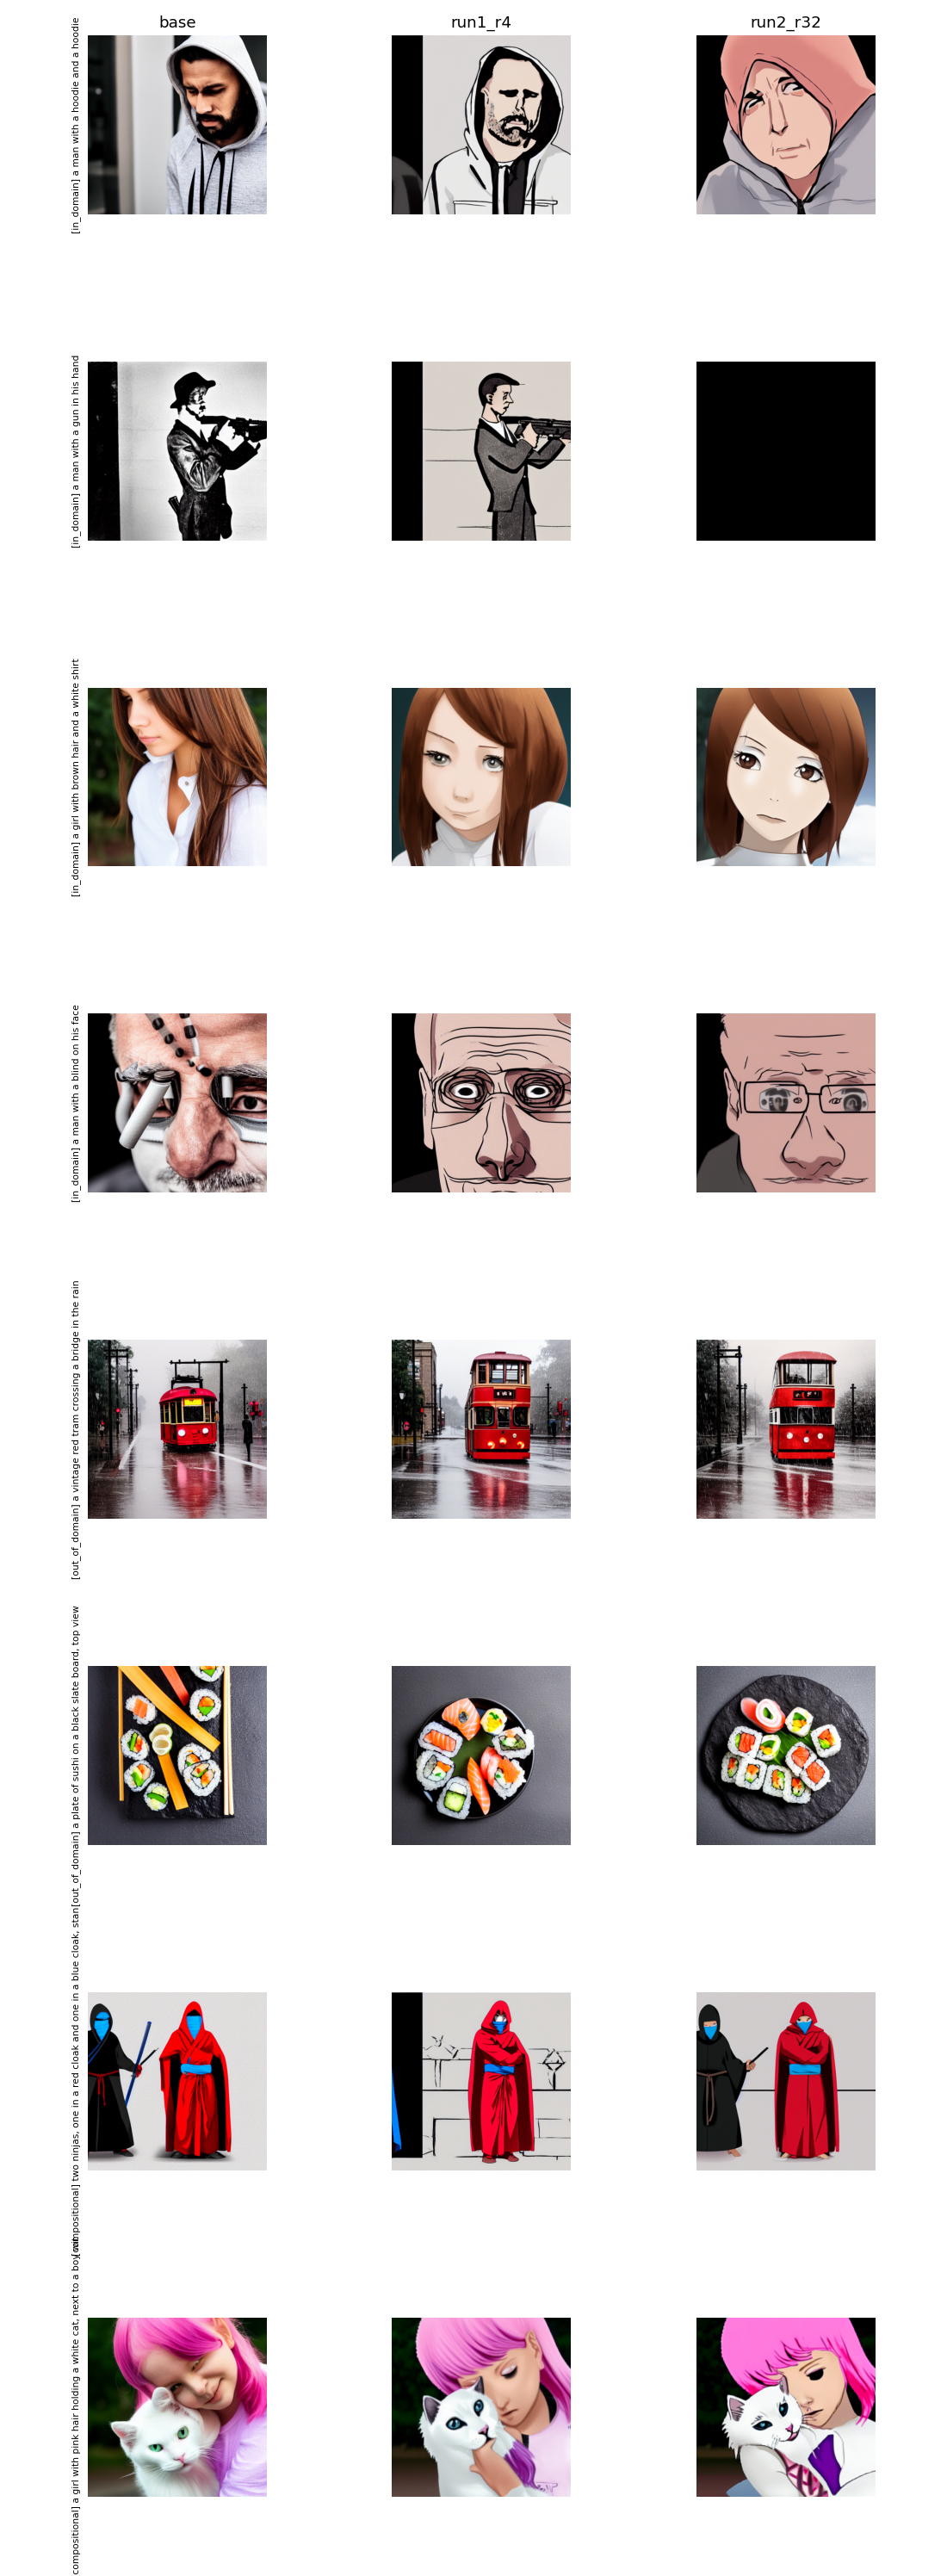 base run1_r4 run2_r32
[in_domain] a man with a hoodie and a hoodie
[in_domain] a man with a gun in his hand
[in_domain] a girl with brown hair and a white shirt
[in_domain] a man with a blind on his face
[out_of_domain] a vintage red tram crossing a bridge in the rain
[out_of_domain] a plate of sushi on a black slate board, top view
two ninjas, one in a red cloak and one in a blue cloak, stan
compositional] a girl with pink hair holding a white cat, next to a boy